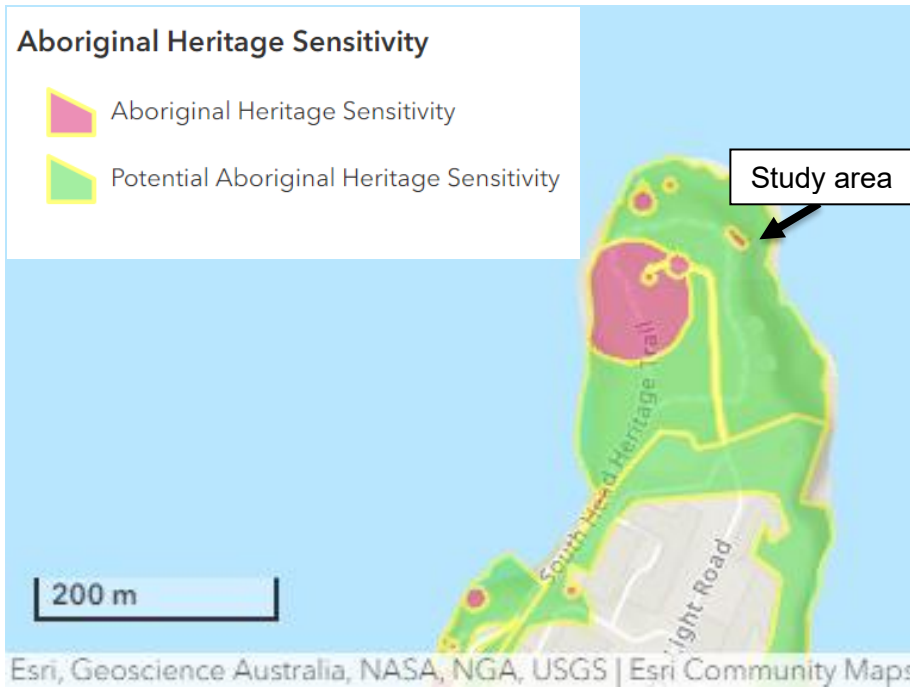 Aboriginal Heritage Sensitivity
Aboriginal Heritage Sensitivity
Potential Aboriginal Heritage Sensitivity
Study area
South Head Heritage Trail
Light Road
200 m
Esri, Geoscience Australia, NASA, NGA, USGS | Esri Community Maps